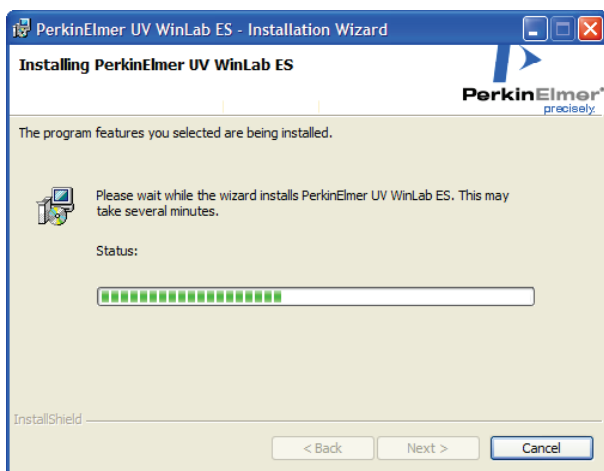 PerkinElmer UV WinLab ES - Installation Wizard
Installing PerkinElmer UV WinLab ES
PerkinElmer®
precisely.
The program features you selected are being installed.
Please wait while the wizard installs PerkinElmer UV WinLab ES. This may
take several minutes.
Status:
InstallShield
< Back
Next >
Cancel